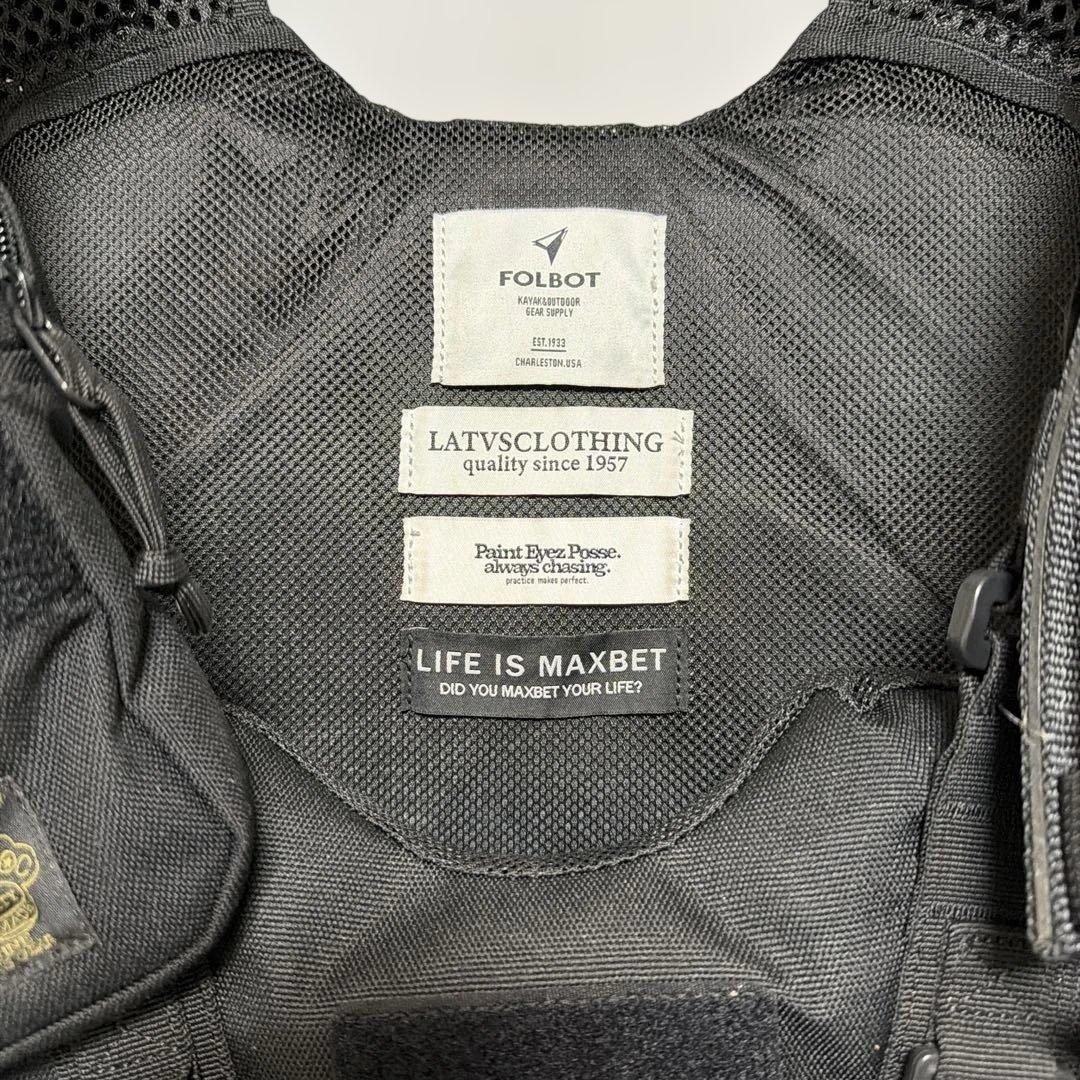 FOLBOT
KAYAK&OUTDOOR
GEAR SUPPLY
EST.1933
CHARLESTON.USA
LATVSCLOTHING
quality since 1957
Paint Eyez Posse.
always chasing.
practice makes perfect.
LIFE IS MAXBET
DID YOU MAXBET YOUR LIFE?